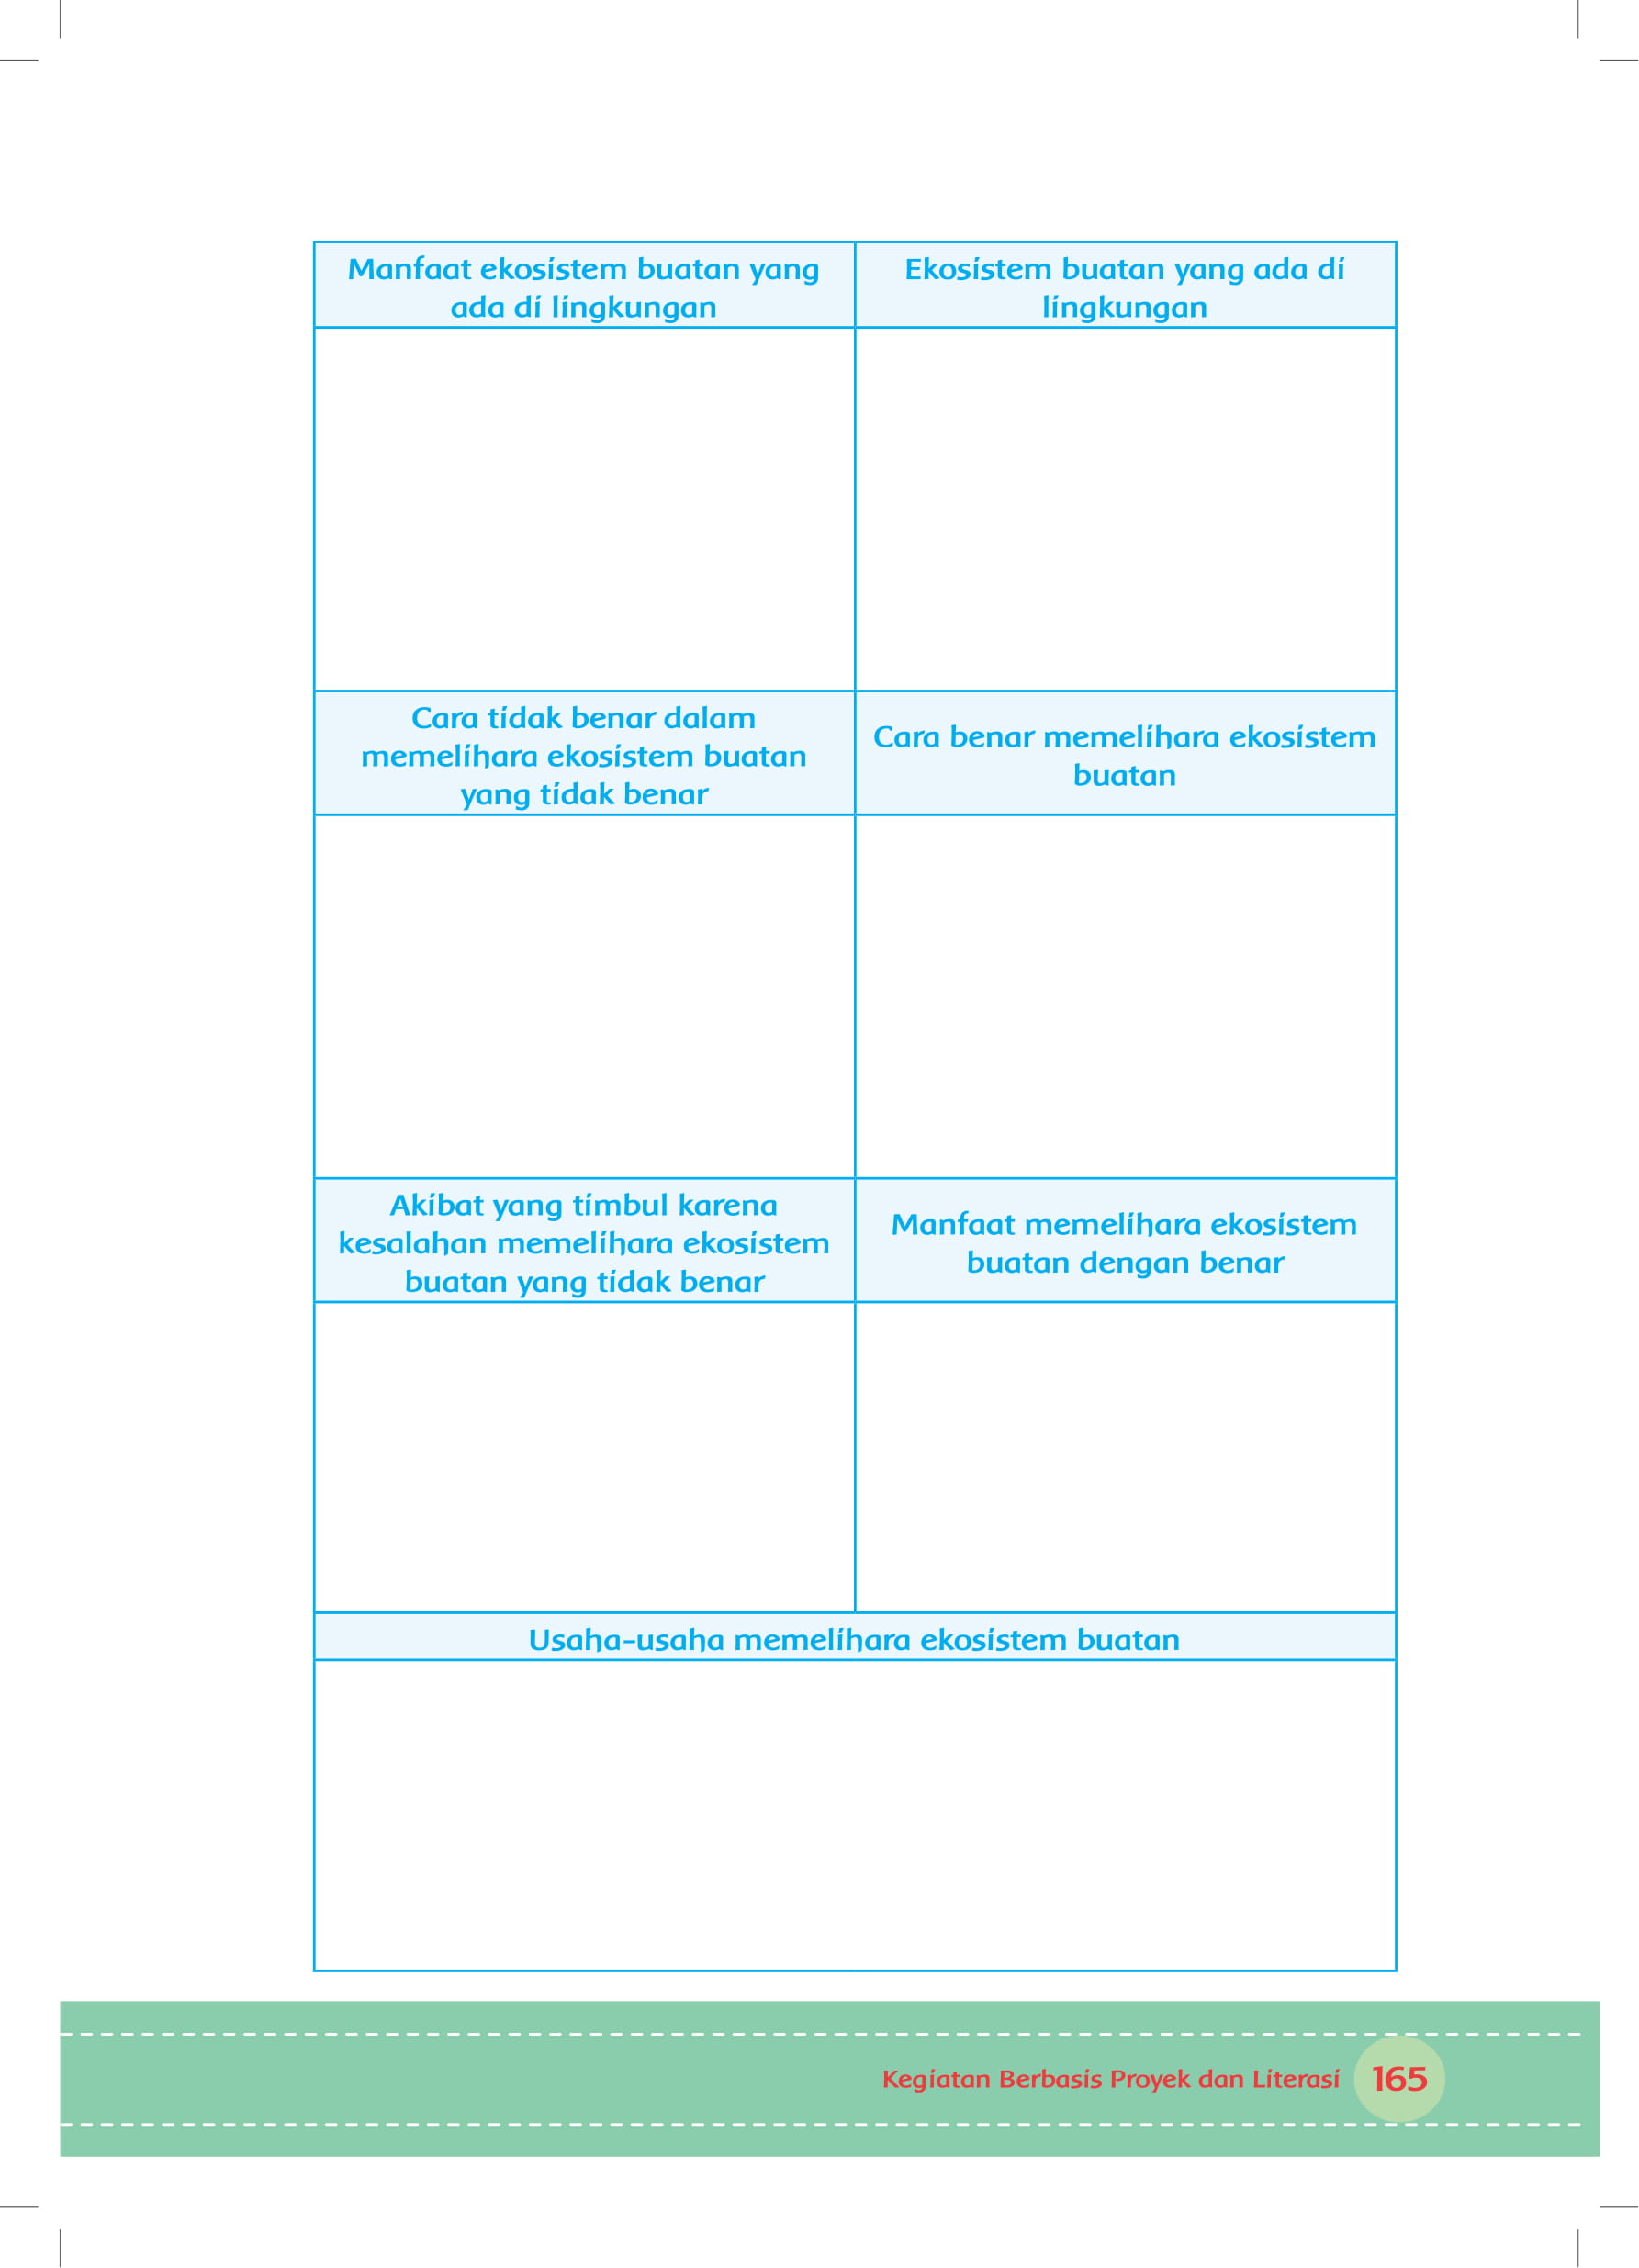 Manfaat ekosistem buatan yang
ada di lingkungan
Ekosistem buatan yang ada di
lingkungan
Cara tidak benar dalam
memelihara ekosistem buatan
yang tidak benar
Cara benar memelihara ekosistem
buatan
Akibat yang timbul karena
kesalahan memelihara ekosistem
buatan yang tidak benar
Manfaat memelihara ekosistem
buatan dengan benar
Usaha-usaha memelihara ekosistem buatan
Kegiatan Berbasis Proyek dan Literasi 165